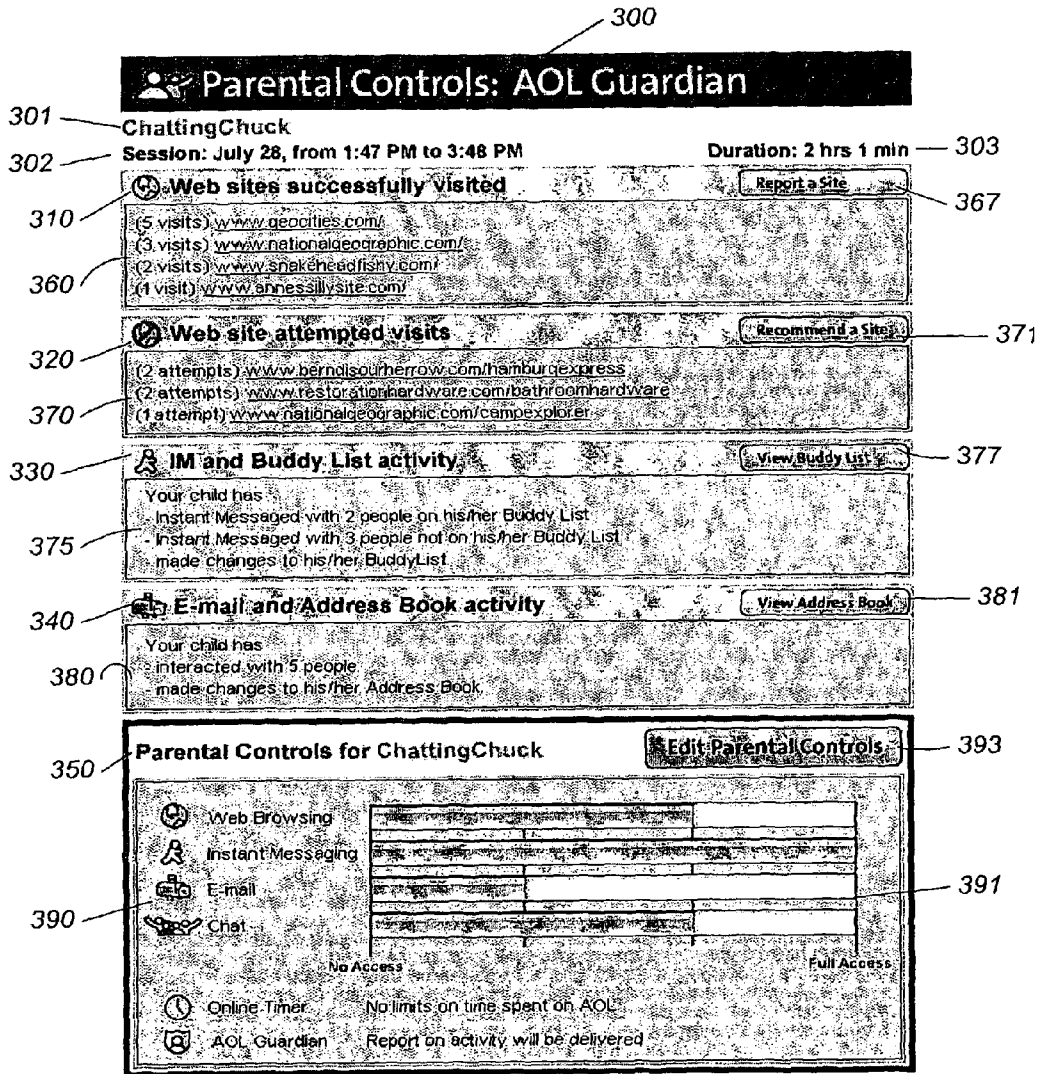 300
Parental Controls: AOL Guardian
301
ChattingChuck
302
Session: July 28, from 1:47 PM to 3:48 PM
Duration: 2 hrs 1 min
303
310
Web sites successfully visited
Report a Site
367
360
(5 visits) www.geocities.com/
(3 visits) www.nationalgeographic.com/
(2 visits) www.snakeheadfishy.com/
(1 visit) www.annessillysite.com/
320
Web site attempted visits
Recommend a Site
371
370
(2 attempts) www.berndisourherrow.com/hamburgexpress
(2 attempts) www.restorationhardware.com/bathroomhardware
(1 attempt) www.nationalgeographic.com/campexplorer
330
IM and Buddy List activity
View Buddy List
377
375
Your child has
- Instant Messaged with 2 people on his/her Buddy List
- Instant Messaged with 3 people not on his/her Buddy List
- made changes to his/her BuddyList
340
E-mail and Address Book activity
View Address Book
381
380
Your child has
- interacted with 5 people
made changes to his/her Address Book
350
Parental Controls for ChattingChuck
Edit Parental Controls
393
390
Web Browsing
Instant Messaging
E-mail
391
Chat
No Access
Full Access
Online Timer No limits on time spent on AOL
AOL Guardian Report on activity will be delivered